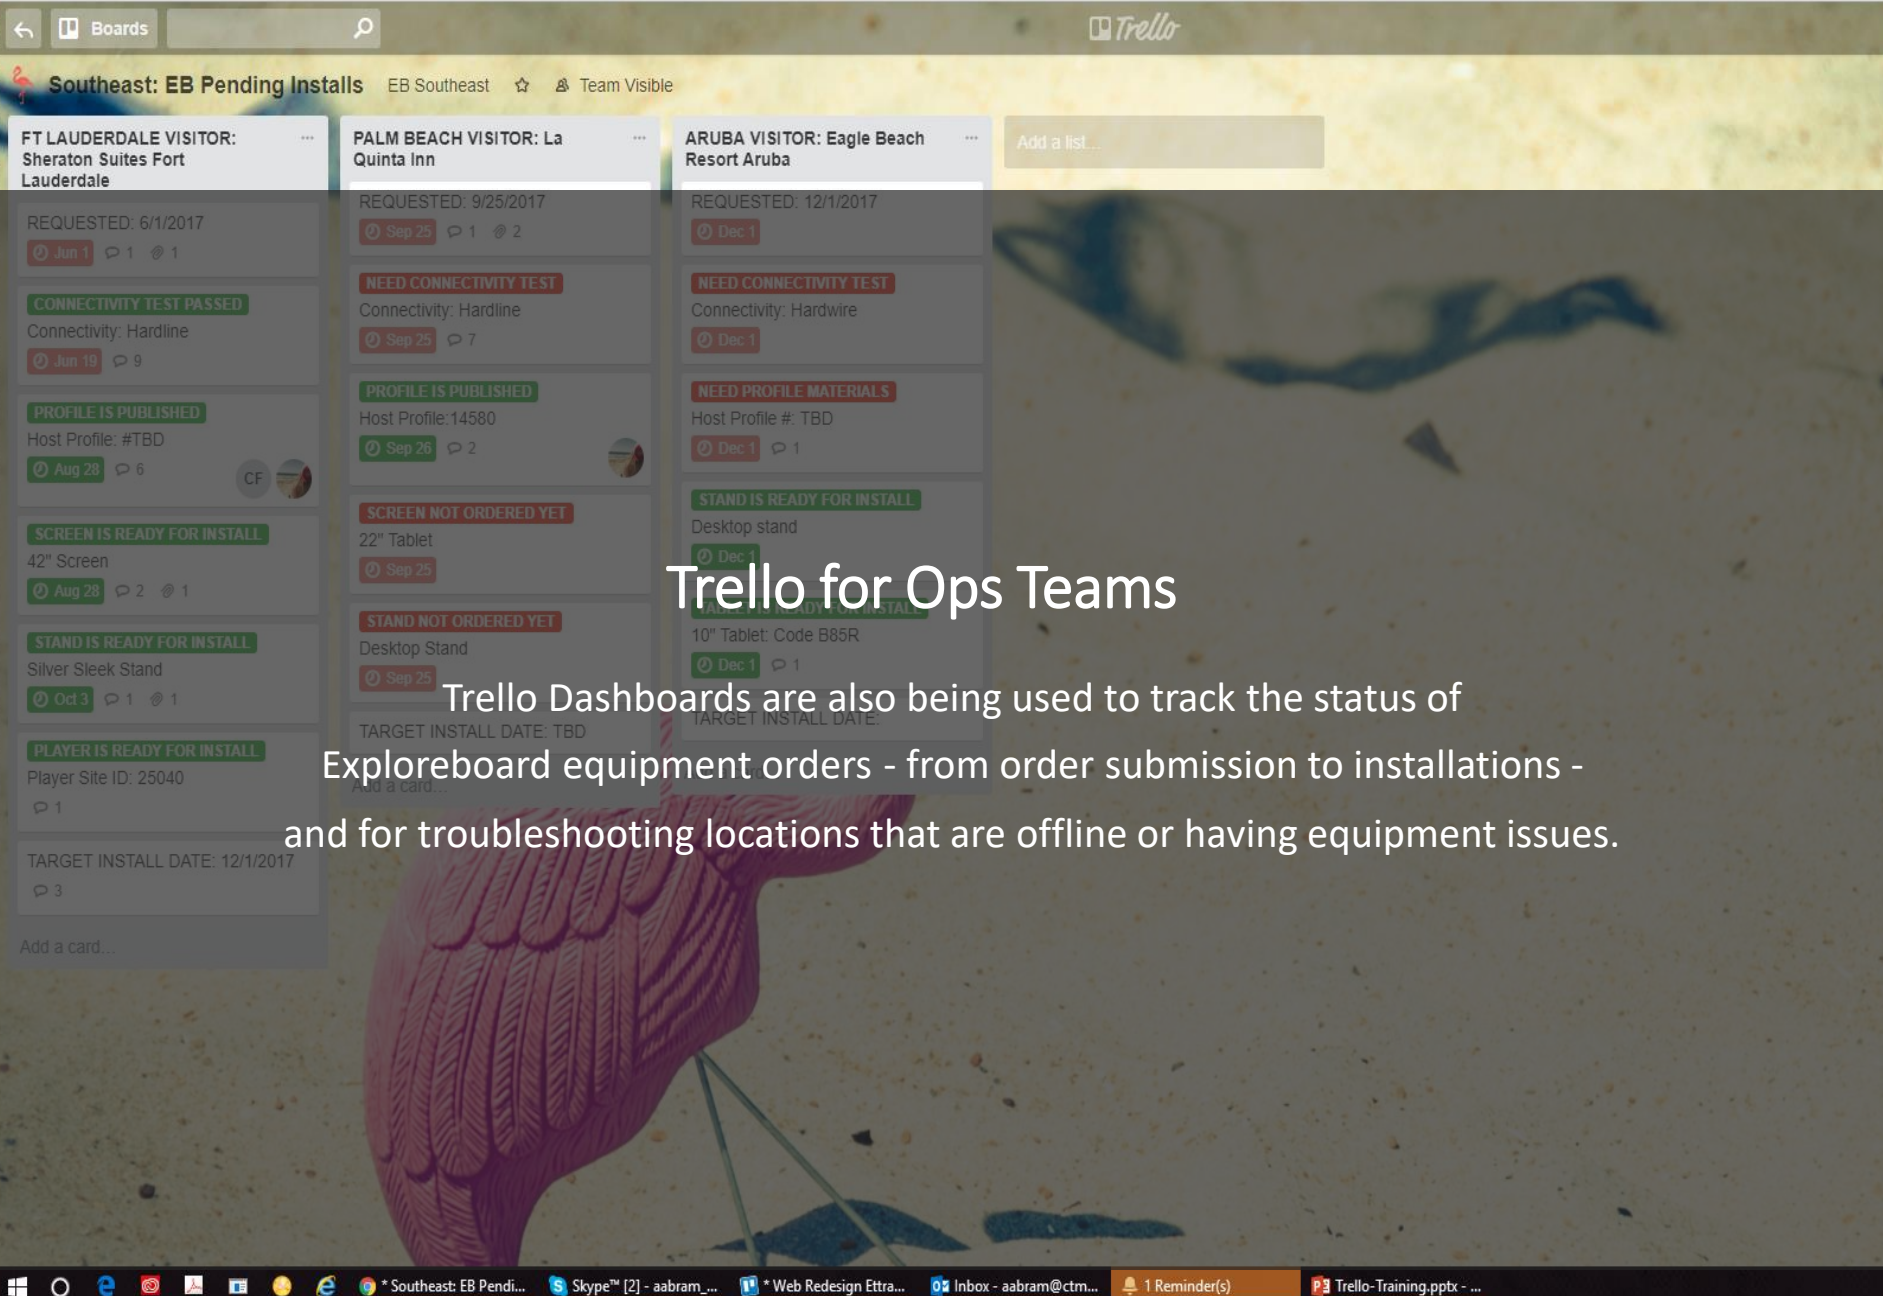 Boards
Trello
Southeast: EB Pending Installs EB Southeast Team Visible
FT LAUDERDALE VISITOR:
Sheraton Suites Fort
Lauderdale
REQUESTED: 6/1/2017
Jun 1 1 1
CONNECTIVITY TEST PASSED
Connectivity: Hardline
Jun 19 9
PROFILE IS PUBLISHED
Host Profile: #TBD
Aug 28 6
CF
SCREEN IS READY FOR INSTALL
42" Screen
Aug 28 2 1
STAND IS READY FOR INSTALL
Silver Sleek Stand
Oct 3 1 1
PLAYER IS READY FOR INSTALL
Player Site ID: 25040
1
TARGET INSTALL DATE: 12/1/2017
3
Add a card...
PALM BEACH VISITOR: La
Quinta Inn
REQUESTED: 9/25/2017
Sep 25 1 2
NEED CONNECTIVITY TEST
Connectivity: Hardline
Sep 25 7
PROFILE IS PUBLISHED
Host Profile:14580
Sep 26 2
SCREEN NOT ORDERED YET
22" Tablet
Sep 25
STAND NOT ORDERED YET
Desktop Stand
Sep 25
TARGET INSTALL DATE: TBD
Add a card...
ARUBA VISITOR: Eagle Beach
Resort Aruba
REQUESTED: 12/1/2017
Dec 1
NEED CONNECTIVITY TEST
Connectivity: Hardwire
Dec 1
NEED PROFILE MATERIALS
Host Profile #: TBD
Dec 1 1
STAND IS READY FOR INSTALL
Desktop stand
Dec 1
TABLET IS READY FOR INSTALL
10" Tablet: Code B85R
Dec 1 1
TARGET INSTALL DATE:
Add a list...
Trello for Ops Teams
Trello Dashboards are also being used to track the status of
Exploreboard equipment orders - from order submission to installations -
and for troubleshooting locations that are offline or having equipment issues.
* Southeast: EB Pendi... Skype™ [2] - aabram_... * Web Redesign Ettra... Inbox - aabram@ctm... 1 Reminder(s) Trello-Training.pptx - ...